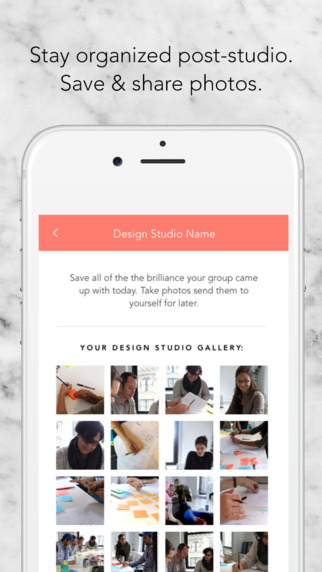 Stay organized post-studio.
Save & share photos.
Design Studio Name
Save all of the the brilliance your group came
up with today. Take photos send them to
yourself for later.
YOUR DESIGN STUDIO GALLERY: